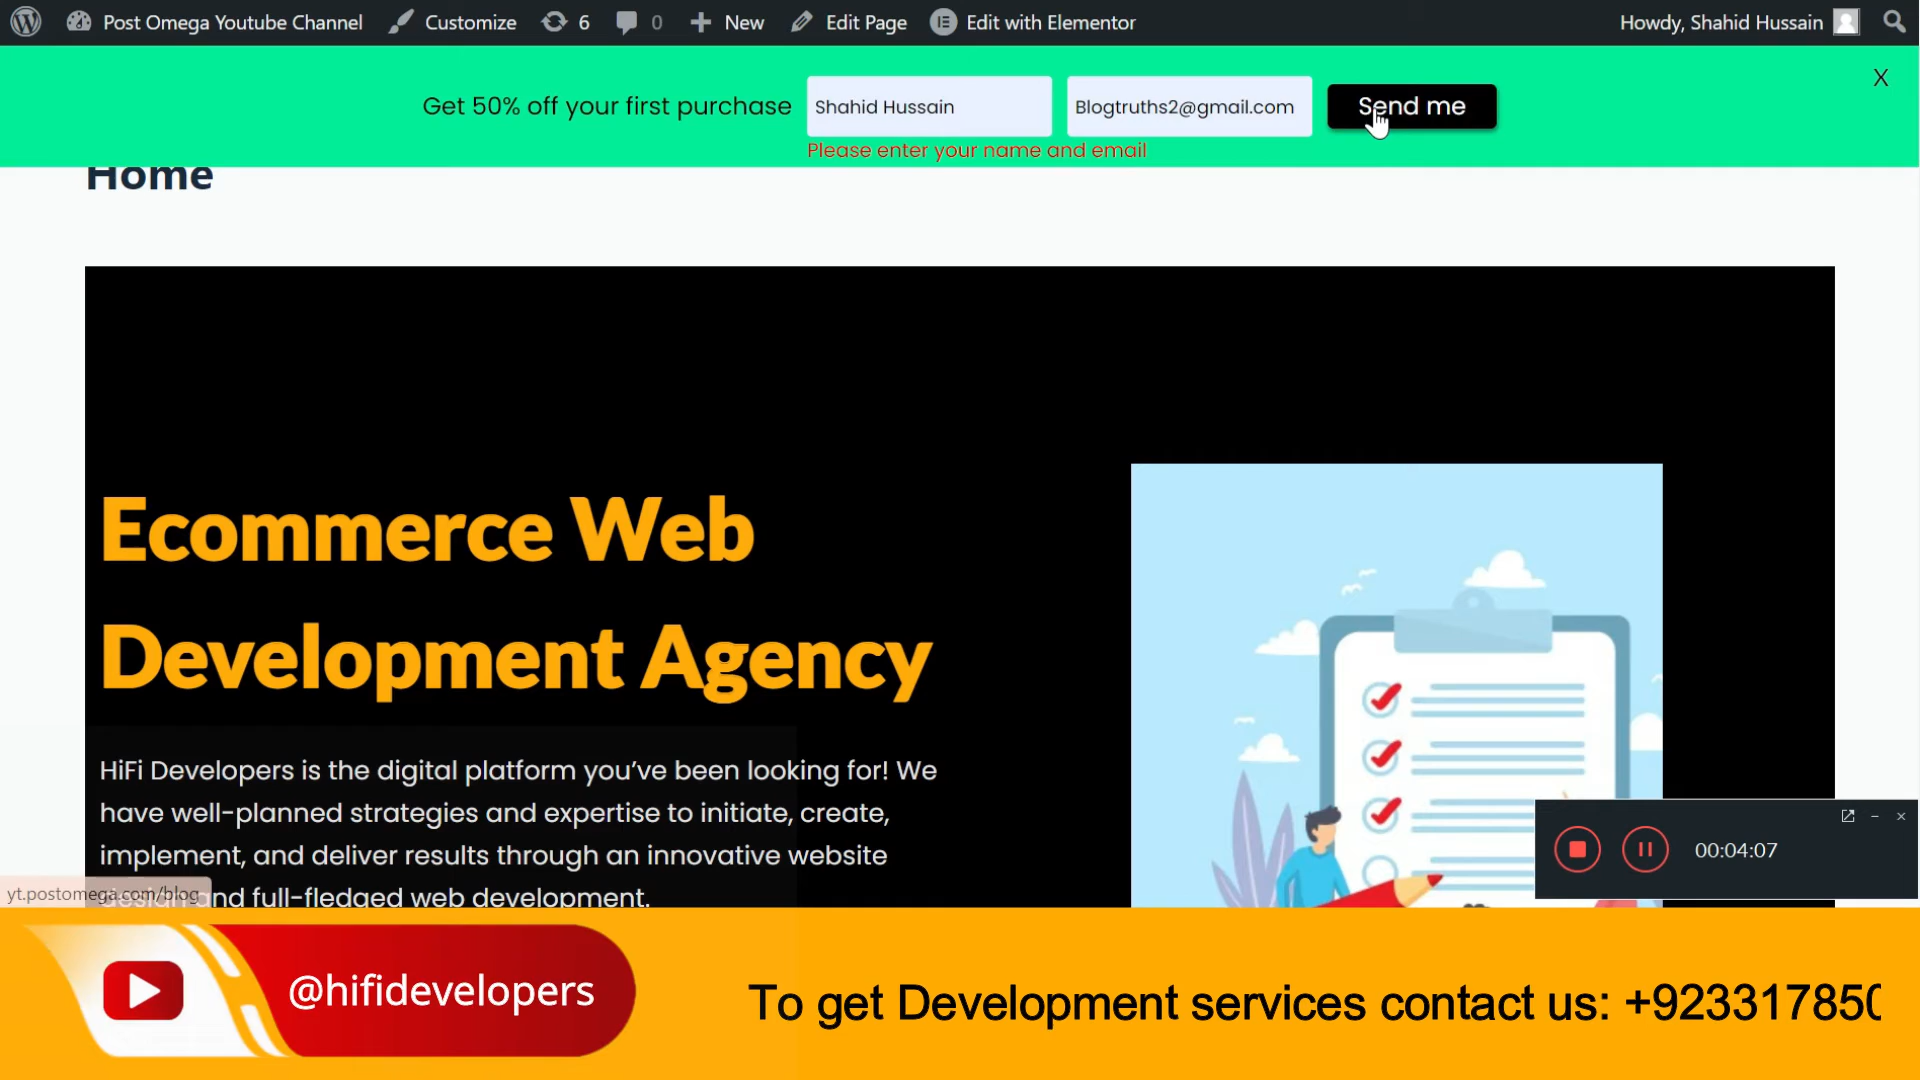 Post Omega Youtube Channel Customize 6 0 New Edit Page Edit with Elementor Howdy, Shahid Hussain
X
Get 50% off your first purchase Shahid Hussain Blogtruths2@gmail.com Send me
Please enter your name and email
Home
Ecommerce Web
Development Agency
HiFi Developers is the digital platform you’ve been looking for! We
have well-planned strategies and expertise to initiate, create,
implement, and deliver results through an innovative website
and full-fledged web development.
yt.postomega.com/blog
00:04:07
@hifidevelopers
To get Development services contact us: +923317850